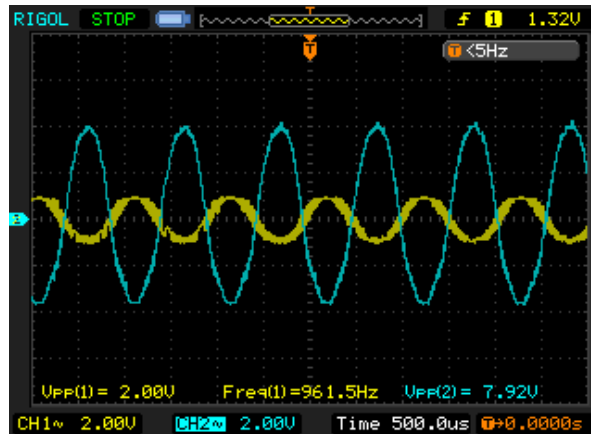 RIGOL STOP T f 1 1.32V
T
T <5Hz
1
Vpp(1)= 2.00V Freq(1)=961.5Hz Vpp(2)= 7.92V
CH1~ 2.00V CH2~ 2.00V Time 500.0us T→0.0000s